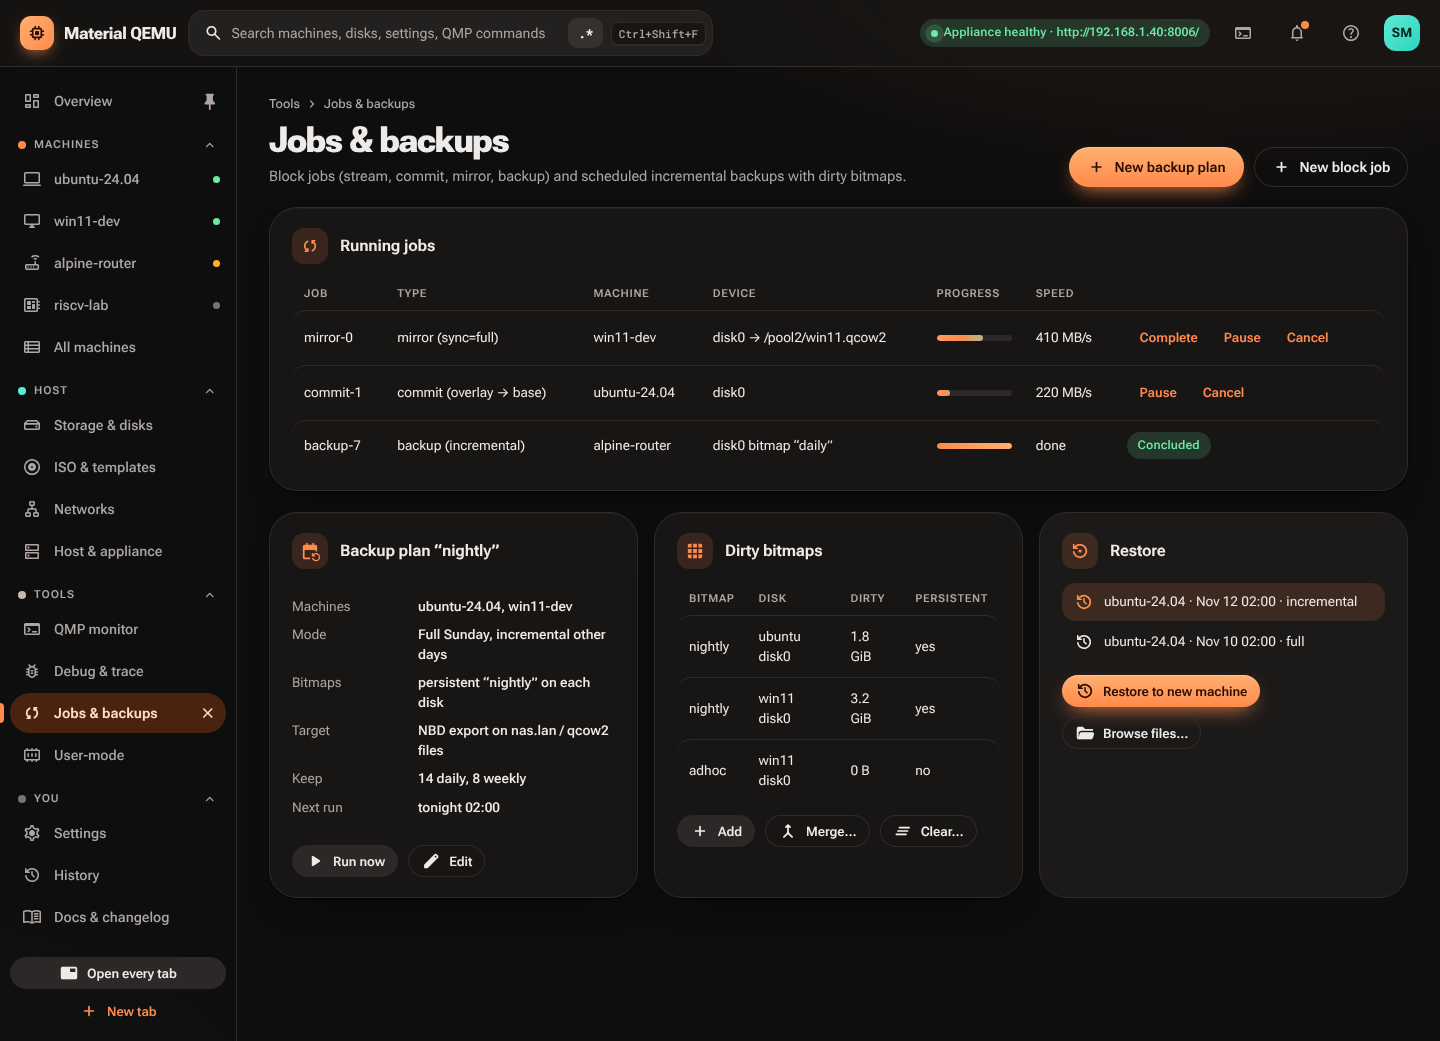 Material QEMU
Search machines, disks, settings, QMP commands
.*
Ctrl+Shift+F
Appliance healthy · http://192.168.1.40:8006/
SM
Overview
MACHINES
ubuntu-24.04
win11-dev
alpine-router
riscv-lab
All machines
HOST
Storage & disks
ISO & templates
Networks
Host & appliance
TOOLS
QMP monitor
Debug & trace
Jobs & backups
User-mode
YOU
Settings
History
Docs & changelog
Open every tab
New tab
Tools > Jobs & backups
Jobs & backups
Block jobs (stream, commit, mirror, backup) and scheduled incremental backups with dirty bitmaps.
New backup plan
New block job
Running jobs
JOB TYPE MACHINE DEVICE PROGRESS SPEED
mirror-0 mirror (sync=full) win11-dev disk0 → /pool2/win11.qcow2 410 MB/s Complete Pause Cancel
commit-1 commit (overlay → base) ubuntu-24.04 disk0 220 MB/s Pause Cancel
backup-7 backup (incremental) alpine-router disk0 bitmap “daily” done Concluded
Backup plan “nightly”
Machines ubuntu-24.04, win11-dev
Mode Full Sunday, incremental other
days
Bitmaps persistent “nightly” on each
disk
Target NBD export on nas.lan / qcow2
files
Keep 14 daily, 8 weekly
Next run tonight 02:00
Run now Edit
Dirty bitmaps
BITMAP DISK DIRTY PERSISTENT
nightly ubuntu disk0 1.8 GiB yes
nightly win11 disk0 3.2 GiB yes
adhoc win11 disk0 0 B no
Add Merge... Clear...
Restore
ubuntu-24.04 · Nov 12 02:00 · incremental
ubuntu-24.04 · Nov 10 02:00 · full
Restore to new machine
Browse files...